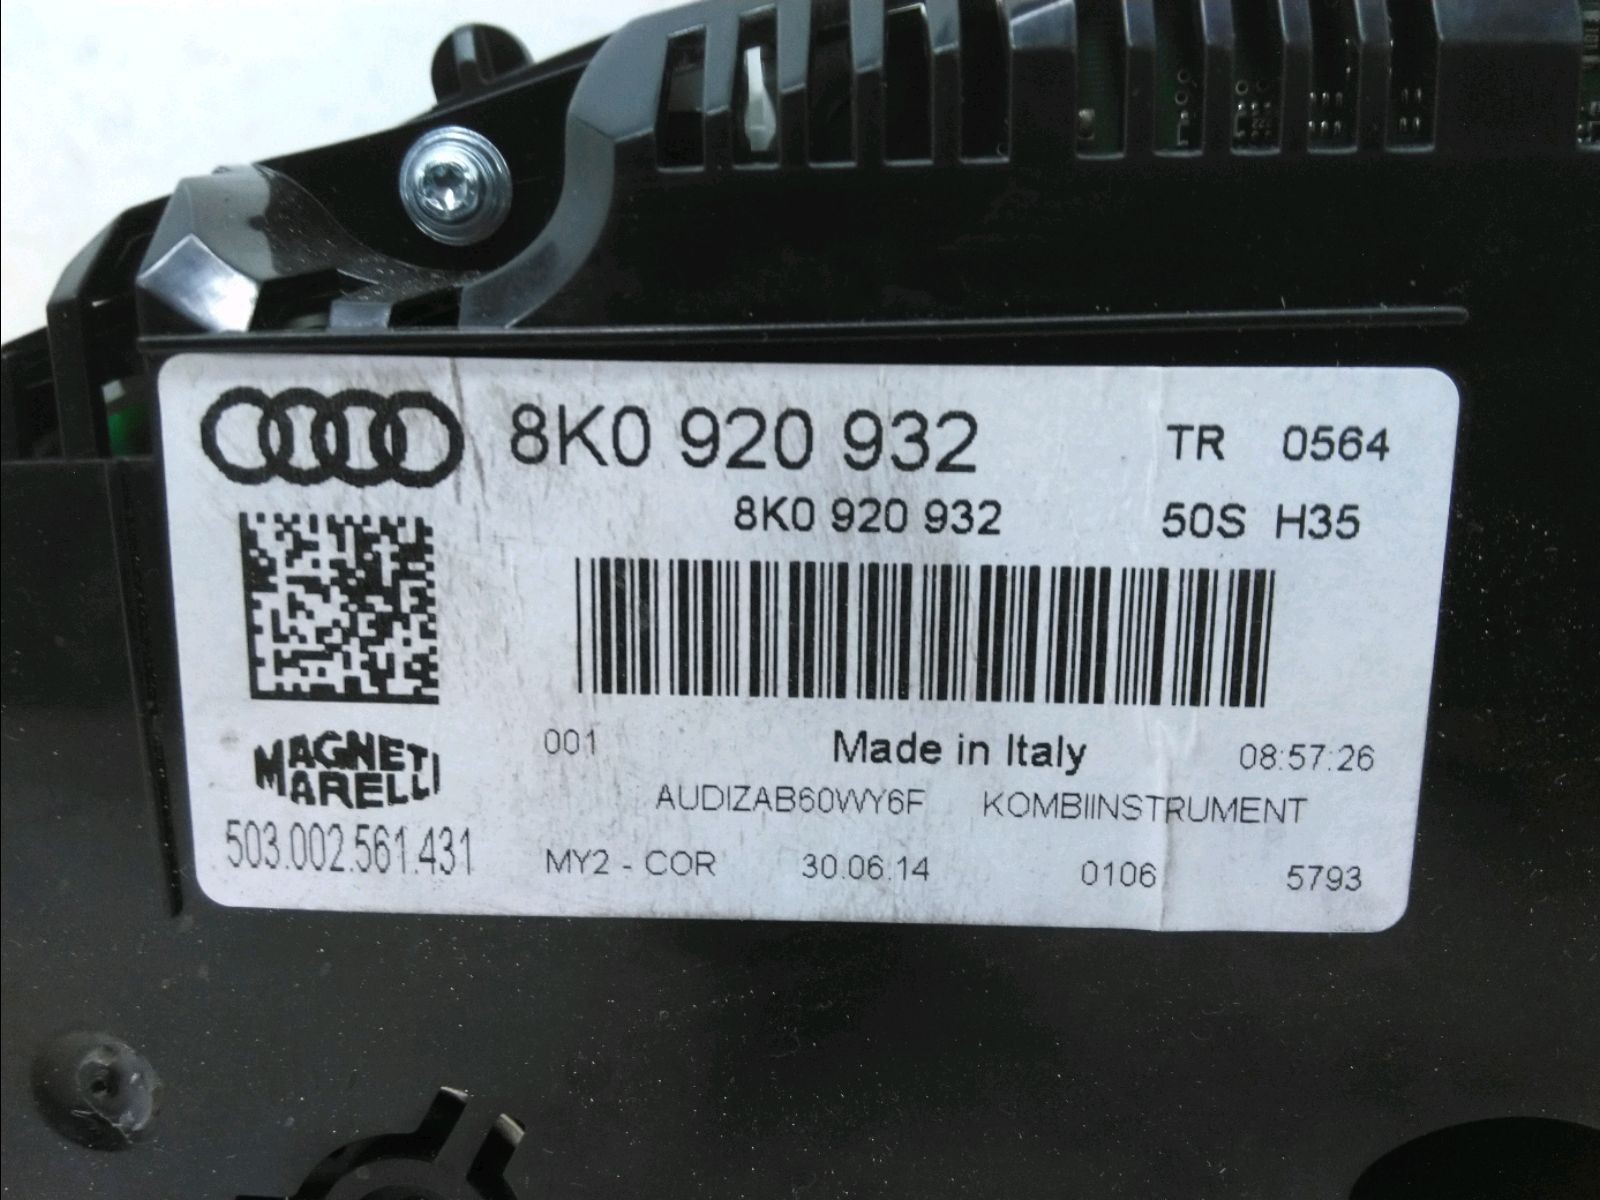 8K0 920 932 TR 0564
8K0 920 932 50S H35
001 Made in Italy 08:57:26
MAGNETI MARELLI
AUDIZAB60WY6F KOMBIINSTRUMENT
503.002.561.431 MY2 - COR 30.06.14 0106 5793